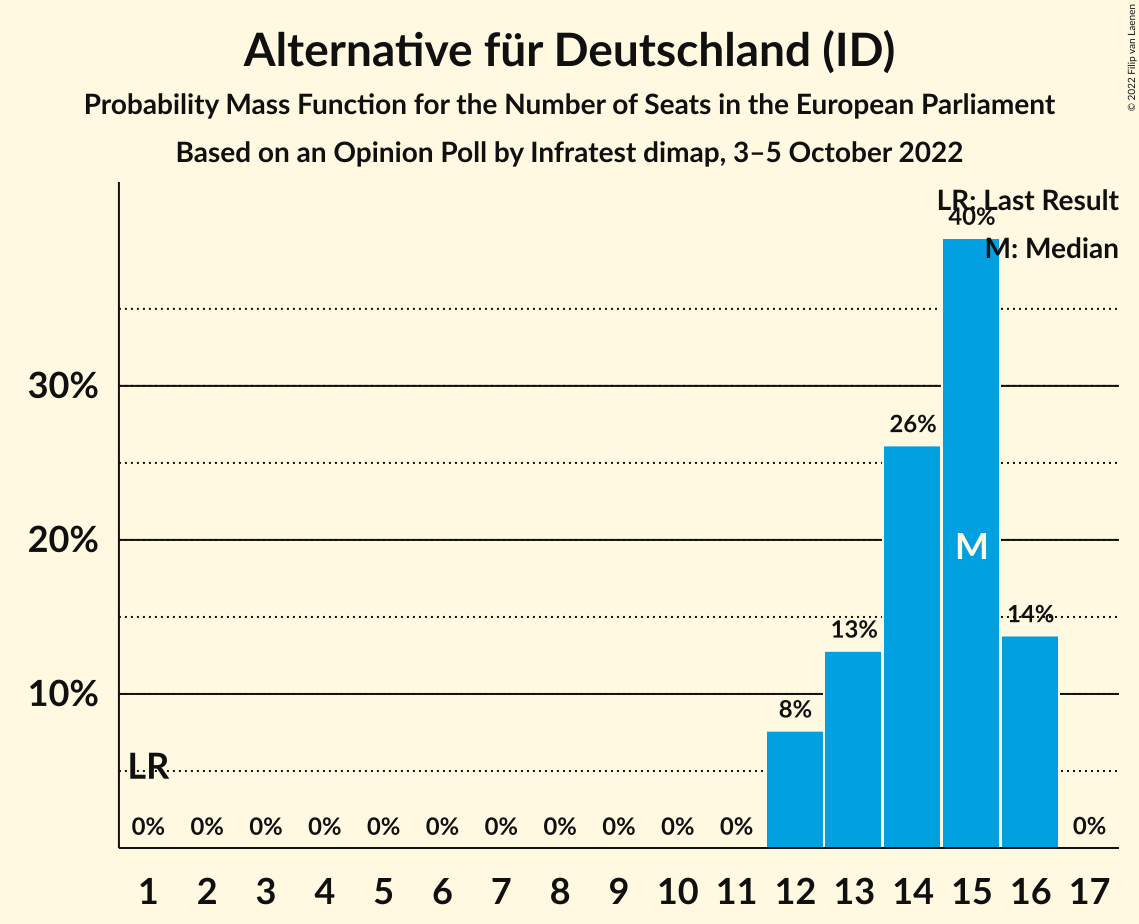 Alternative für Deutschland (ID)
Probability Mass Function for the Number of Seats in the European Parliament
Based on an Opinion Poll by Infratest dimap, 3–5 October 2022
© 2022 Filip van Laenen
LR: Last Result
M: Median
40%
30%
26%
20%
M
14%
13%
10%
8%
LR
0% 0% 0% 0% 0% 0% 0% 0% 0% 0% 0% 0%
1 2 3 4 5 6 7 8 9 10 11 12 13 14 15 16 17